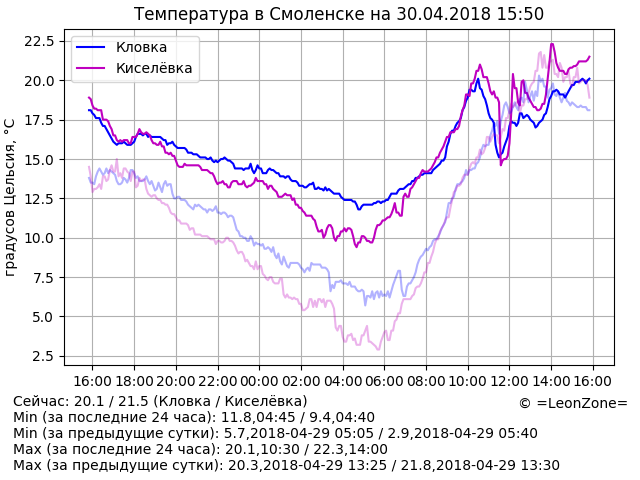 Температура в Смоленске на 30.04.2018 15:50
Кловка
Киселёвка
градусов Цельсия, °C
22.5
20.0
17.5
15.0
12.5
10.0
7.5
5.0
2.5
16:00 18:00 20:00 22:00 00:00 02:00 04:00 06:00 08:00 10:00 12:00 14:00 16:00
Сейчас: 20.1 / 21.5 (Кловка / Киселёвка)
© =LeonZone=
Min (за последние 24 часа): 11.8,04:45 / 9.4,04:40
Min (за предыдущие сутки): 5.7,2018-04-29 05:05 / 2.9,2018-04-29 05:40
Max (за последние 24 часа): 20.1,10:30 / 22.3,14:00
Max (за предыдущие сутки): 20.3,2018-04-29 13:25 / 21.8,2018-04-29 13:30